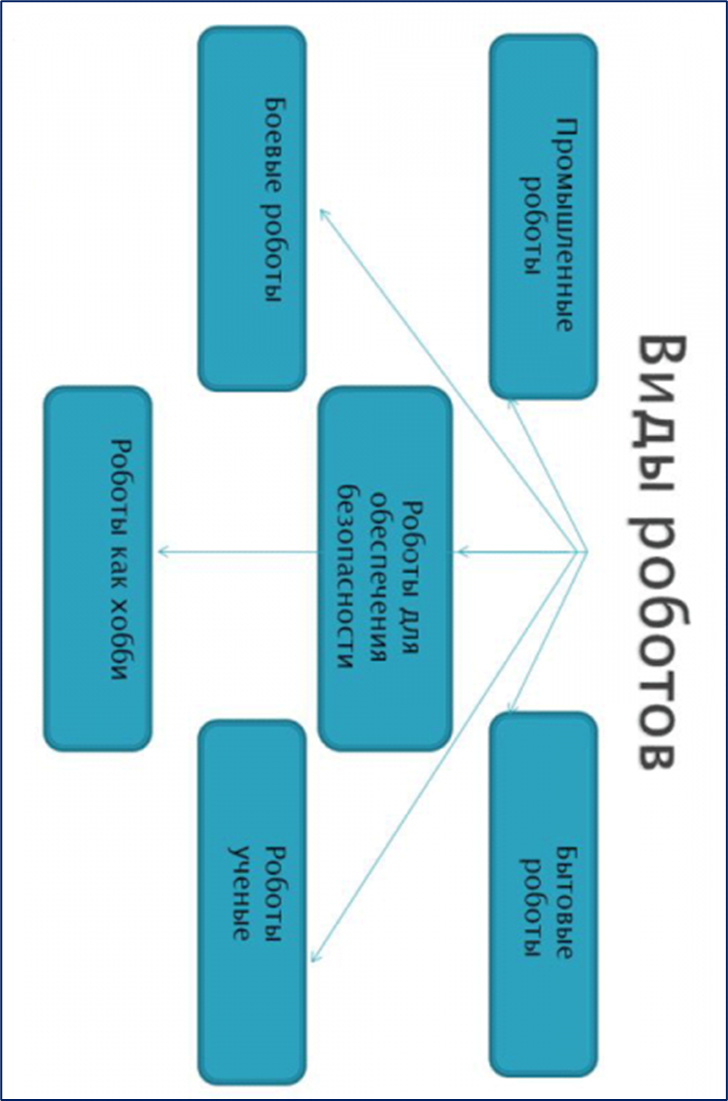 Виды роботов
Промышленные
роботы
Бытовые
роботы
Роботы для
обеспечения
безопасности
Боевые роботы
Роботы
ученые
Роботы как хобби